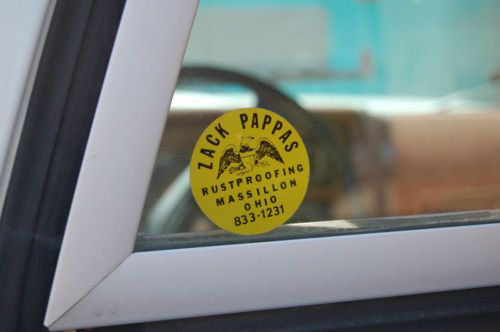 ZACK PAPPAS
RUSTPROOFING
MASSILLON
OHIO
833-1231